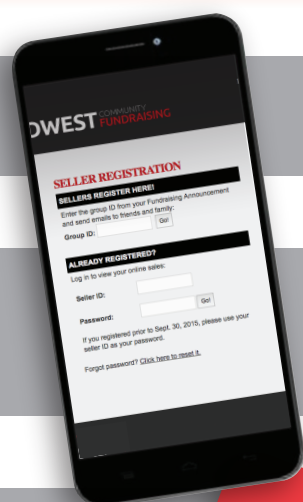 DWEST COMMUNITY
FUNDRAISING
SELLER REGISTRATION
SELLERS REGISTER HERE!
Enter the group ID from your Fundraising Announcement
and send emails to friends and family:
Group ID: Go!
ALREADY REGISTERED?
Log in to view your online sales:
Seller ID:
Password: Go!
If you registered prior to Sept. 30, 2015, please use your
seller ID as your password.
Forgot password? Click here to reset it.